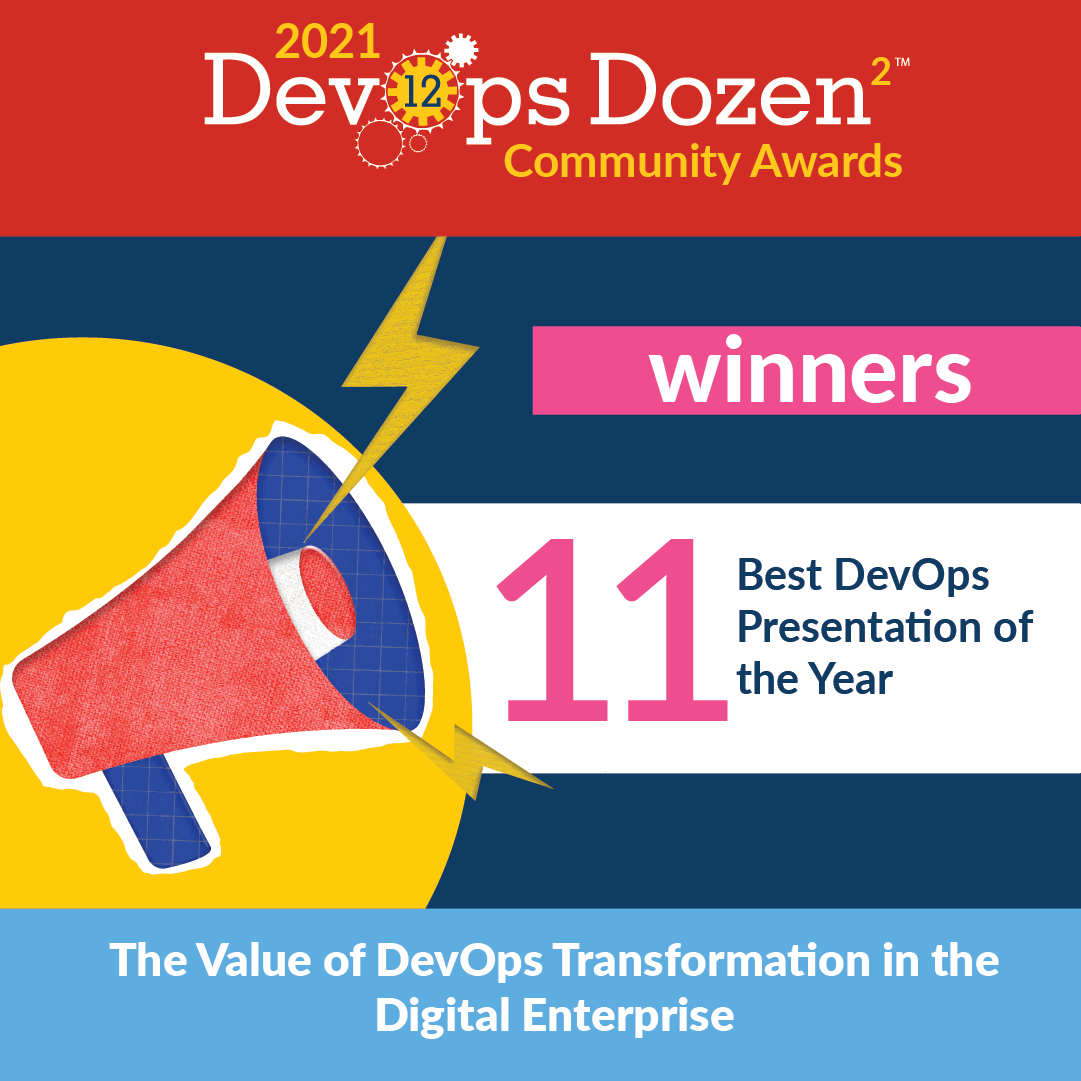 2021
DevOps Dozen²™
12
Community Awards
winners
11
Best DevOps
Presentation of
the Year
The Value of DevOps Transformation in the
Digital Enterprise